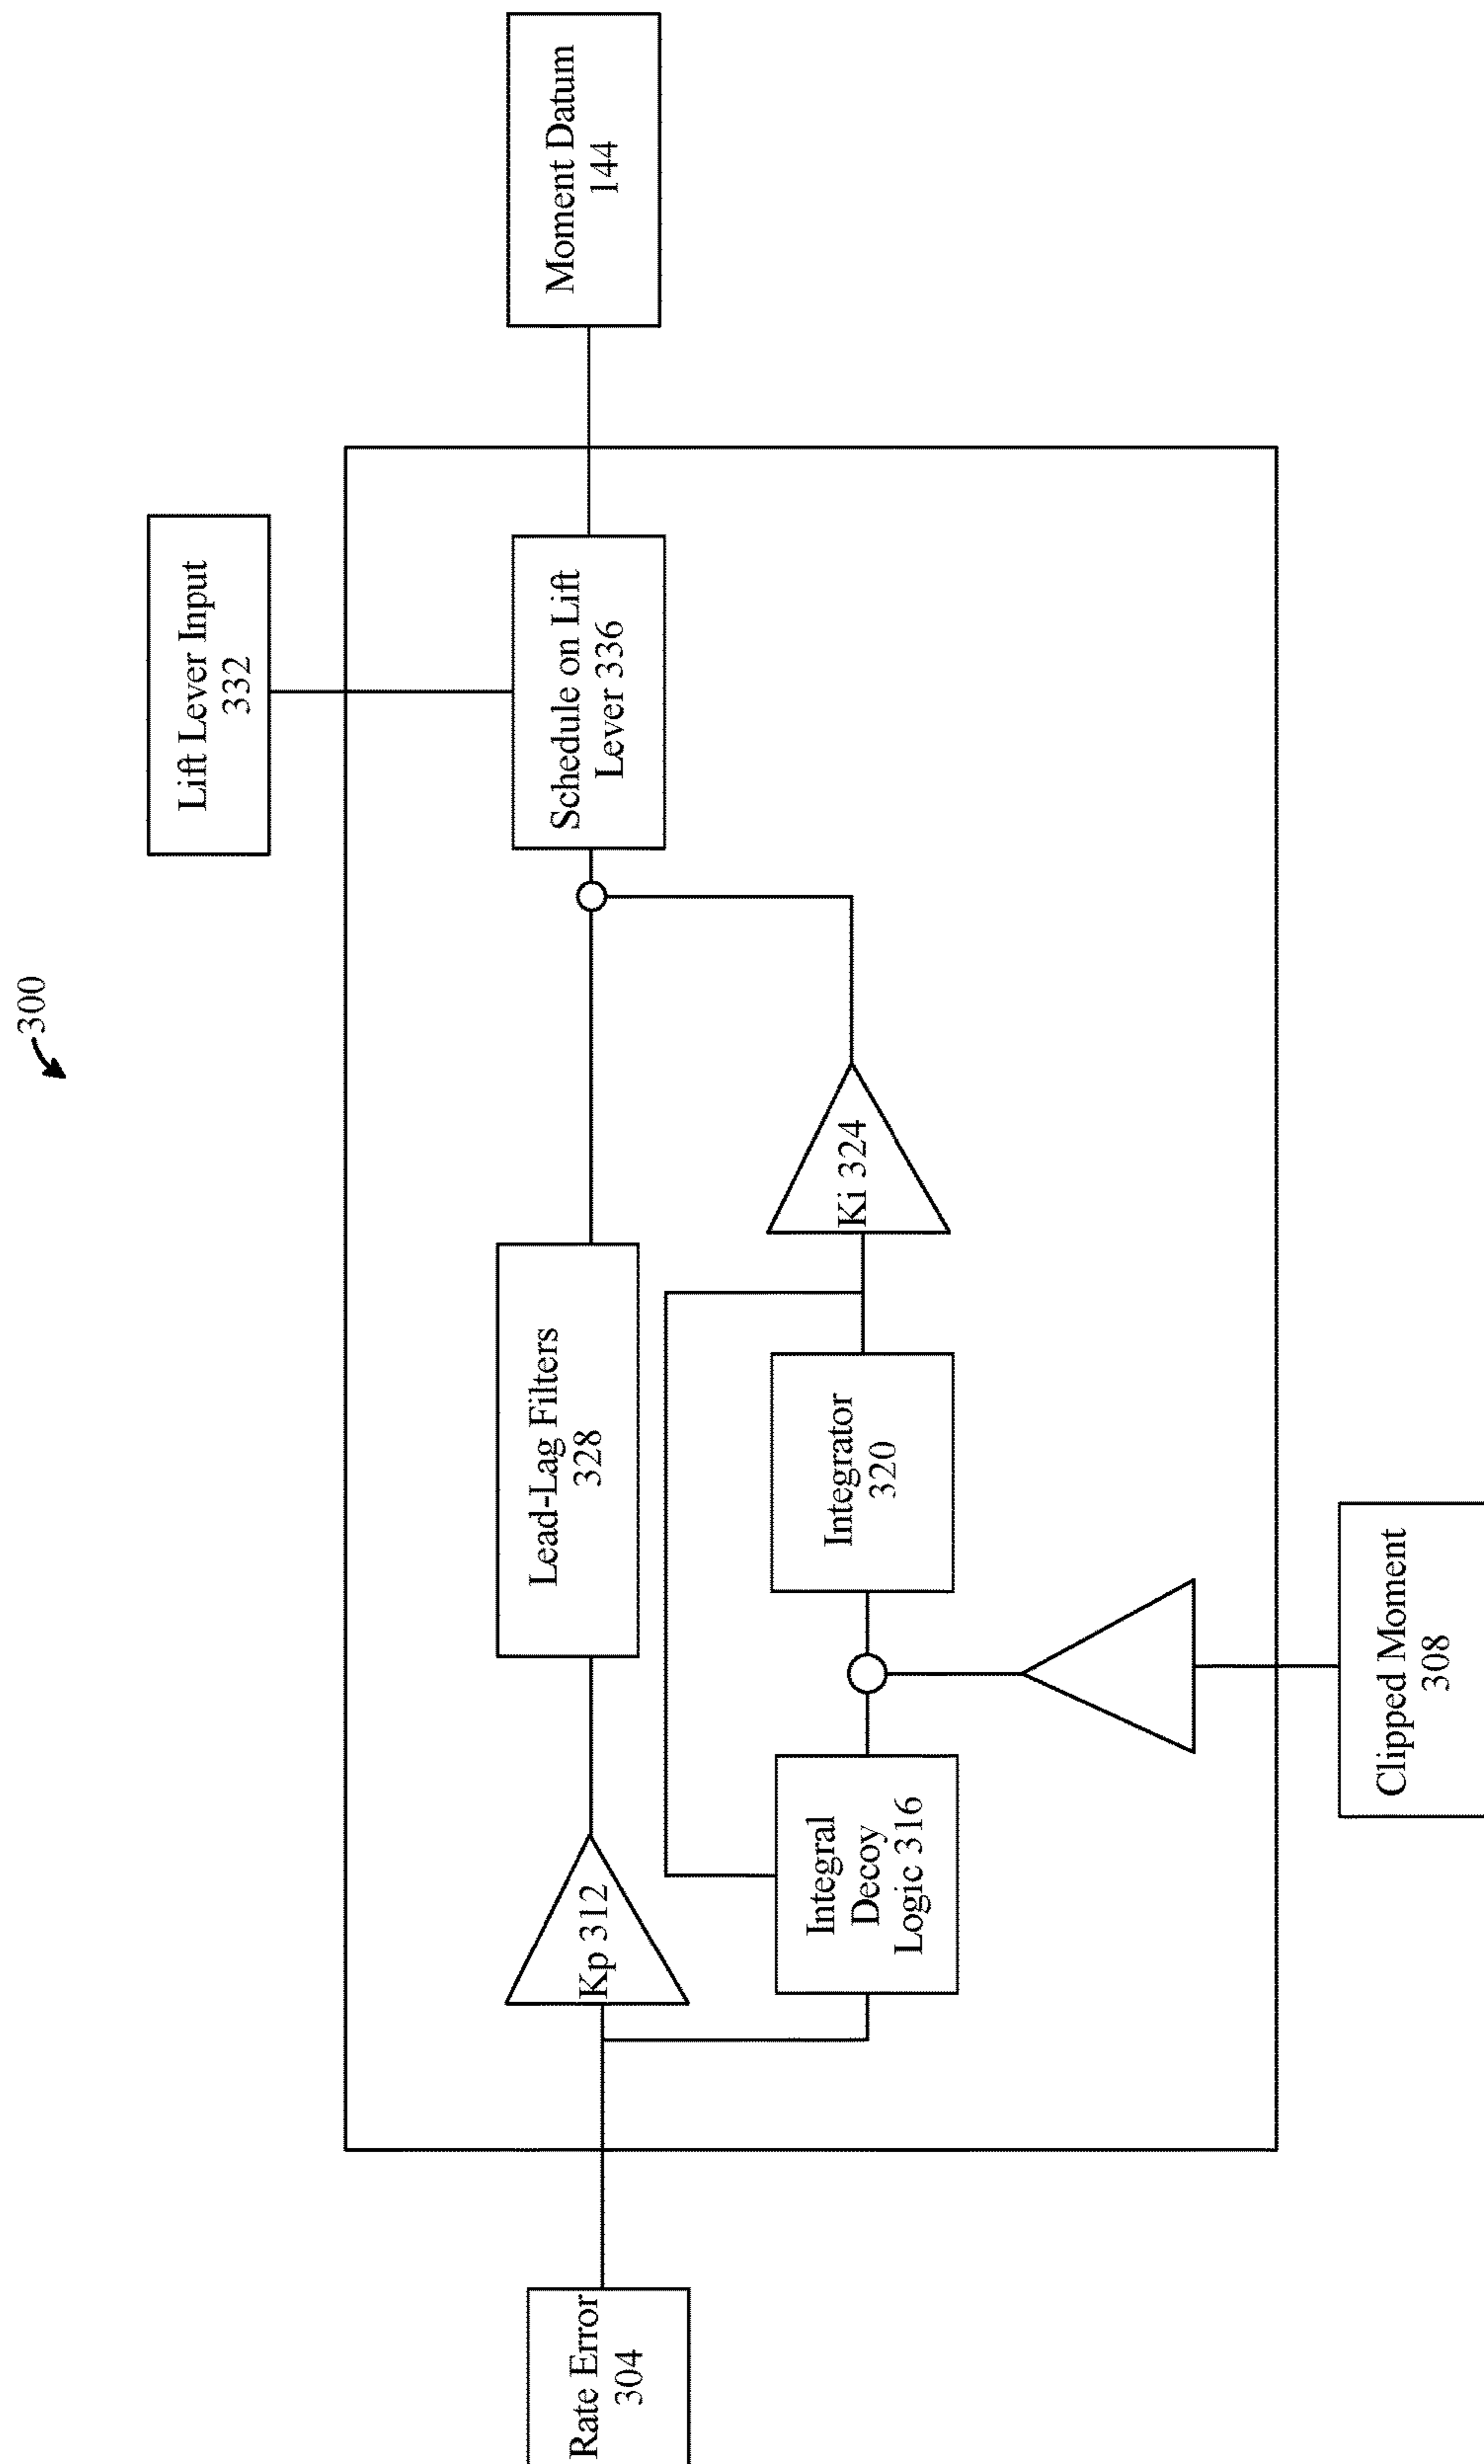 300
Lift Lever Input
332
Rate Error
304
Kp 312
Lead-Lag Filters
328
Schedule on Lift
Lever 336
Moment Datum
144
Integral
Decoy
Logic 316
Integrator
320
Ki 324
Clipped Moment
308